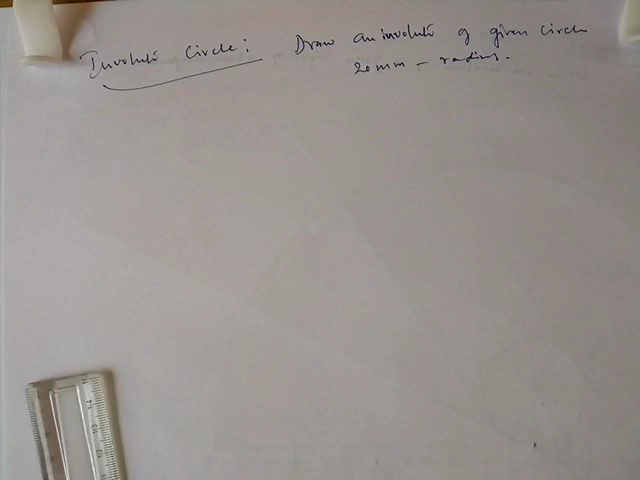 Involute Circle: Draw an involute of given Circle
20mm - radius.